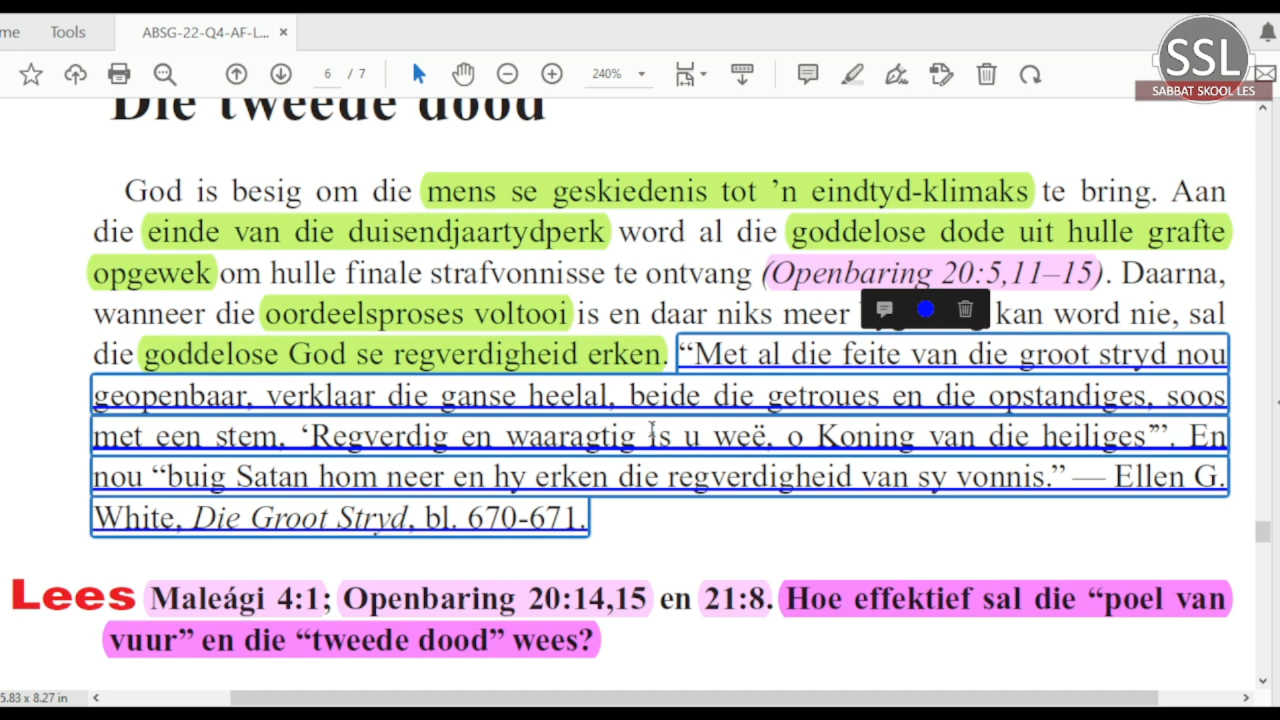 me Tools ABSG-22-Q4-AF-L... ×
6 / 7 240%
SSL
SABBAT SKOOL LES
Die tweede dood
God is besig om die mens se geskiedenis tot ’n eindtyd-klimaks te bring. Aan
die einde van die duisendjaartydperk word al die goddelose dode uit hulle grafte
opgewek om hulle finale strafvonnisse te ontvang (Openbaring 20:5,11–15). Daarna,
wanneer die oordeelsproses voltooi is en daar niks meer kan word nie, sal
die goddelose God se regverdigheid erken. “Met al die feite van die groot stryd nou
geopenbaar, verklaar die ganse heelal, beide die getroues en die opstandiges, soos
met een stem, ‘Regverdig en waaragtig is u weë, o Koning van die heiliges’”. En
nou “buig Satan hom neer en hy erken die regverdigheid van sy vonnis.” — Ellen G.
White, Die Groot Stryd, bl. 670-671.
Lees Maleági 4:1; Openbaring 20:14,15 en 21:8. Hoe effektief sal die “poel van
vuur” en die “tweede dood” wees?
5.83 x 8.27 in